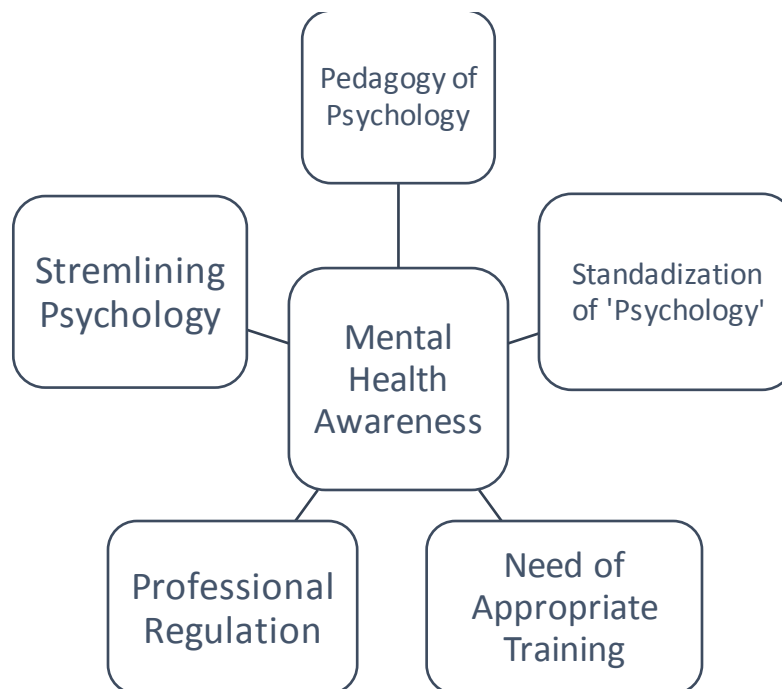 Pedagogy of
Psychology
Stremlining
Psychology
Standadization
of 'Psychology'
Mental
Health
Awareness
Professional
Regulation
Need of
Appropriate
Training